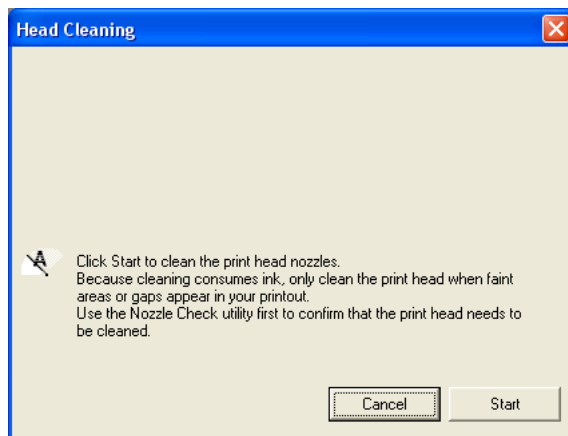 Head Cleaning
Click Start to clean the print head nozzles.
Because cleaning consumes ink, only clean the print head when faint
areas or gaps appear in your printout.
Use the Nozzle Check utility first to confirm that the print head needs to
be cleaned.
Cancel
Start